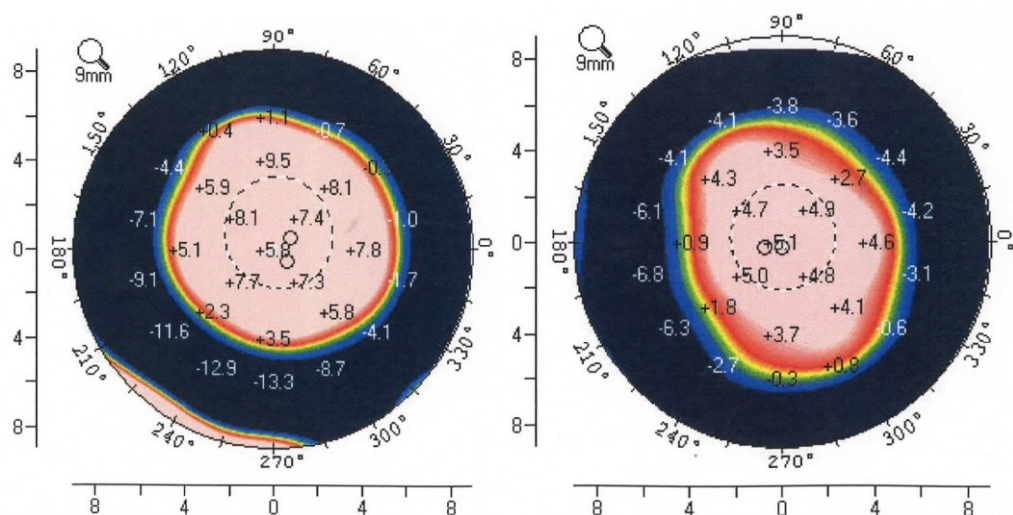 9mm
90°
120°
60°
150°
30°
180°
0°
210°
330°
240°
300°
270°
8
4
0
4
8
8 4 0 4 8
+0.4 +1.1 -0.7
-4.4 +9.5
+5.9 +8.1
-7.1 +8.1 +7.4 -1.0
+5.1 +5.8 +7.8
-9.1 +7.7 +7.3 -1.7
+2.3 +5.8
-11.6 +3.5 -4.1
-12.9 -13.3 -8.7
9mm
90°
120°
60°
150°
30°
180°
0°
210°
330°
240°
300°
270°
8
4
0
4
8
8 4 0 4 8
-4.1 -3.8 -3.6
-4.1 +3.5 -4.4
+4.3 +2.7
-6.1 +4.7 +4.9 -4.2
+0.9 +5.1 +4.6
-6.8 +5.0 +4.8 -3.1
+1.8 +4.1
-6.3 +3.7 -0.6
-2.7 -0.3 +0.8